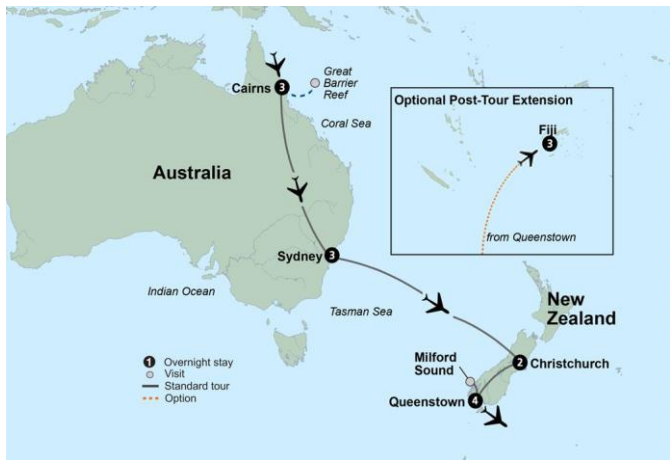 Great
Barrier
Reef
Cairns 3
Coral Sea
Optional Post-Tour Extension
Fiji
3
from Queenstown
Australia
Sydney 3
Indian Ocean
Tasman Sea
New
Zealand
Milford
Sound
2 Christchurch
Queenstown 4
1 Overnight stay
Visit
Standard tour
Option